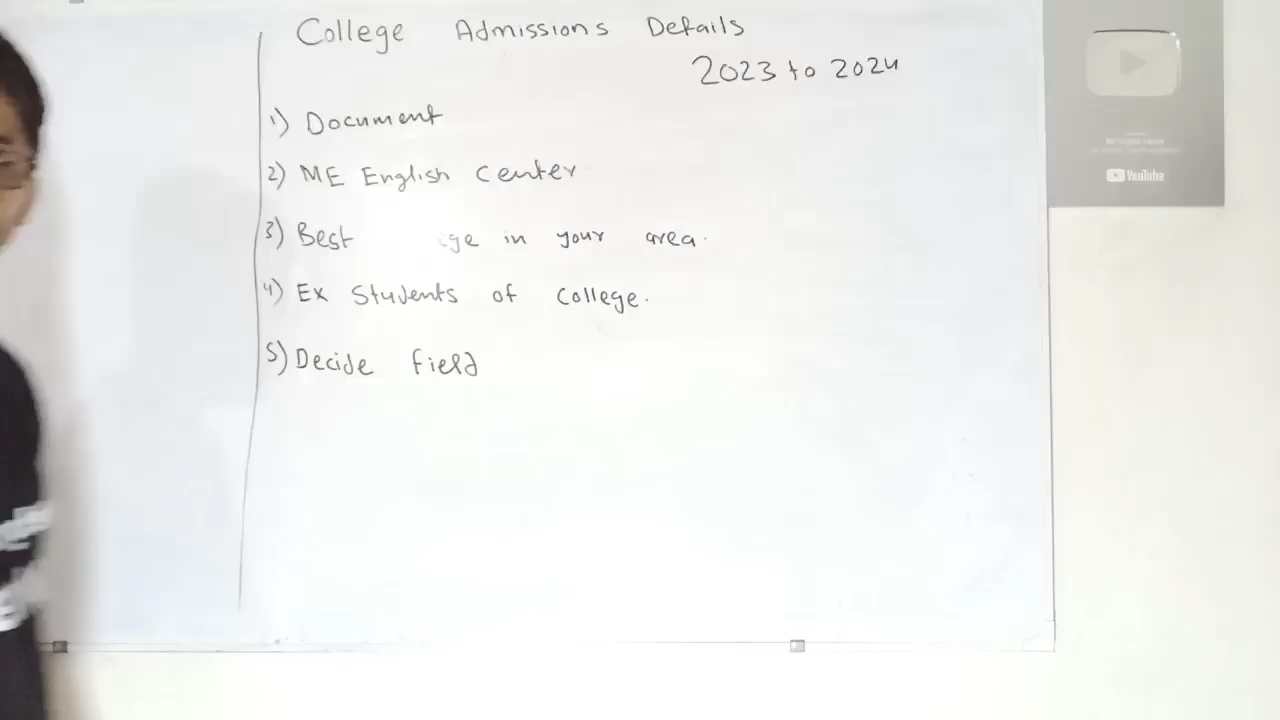 College Admissions Details
2023 to 2024
1) Document
2) ME English Center
3) Best ege in your area.
4) Ex Students of College.
5) Decide field
YouTube